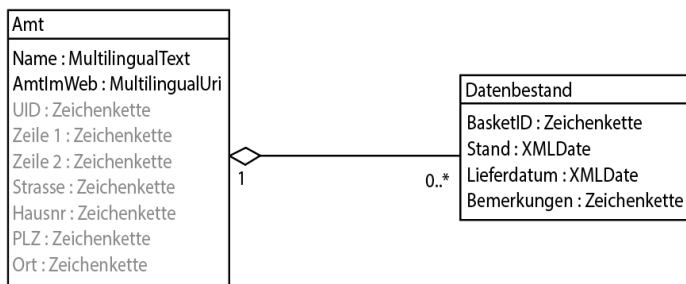 Amt
Name : MultilingualText
AmtImWeb : MultilingualUri
UID : Zeichenkette
Zeile 1 : Zeichenkette
Zeile 2 : Zeichenkette
Strasse : Zeichenkette
Hausnr : Zeichenkette
PLZ : Zeichenkette
Ort : Zeichenkette
1
0..*
Datenbestand
BasketID : Zeichenkette
Stand : XMLDate
Lieferdatum : XMLDate
Bemerkungen : Zeichenkette